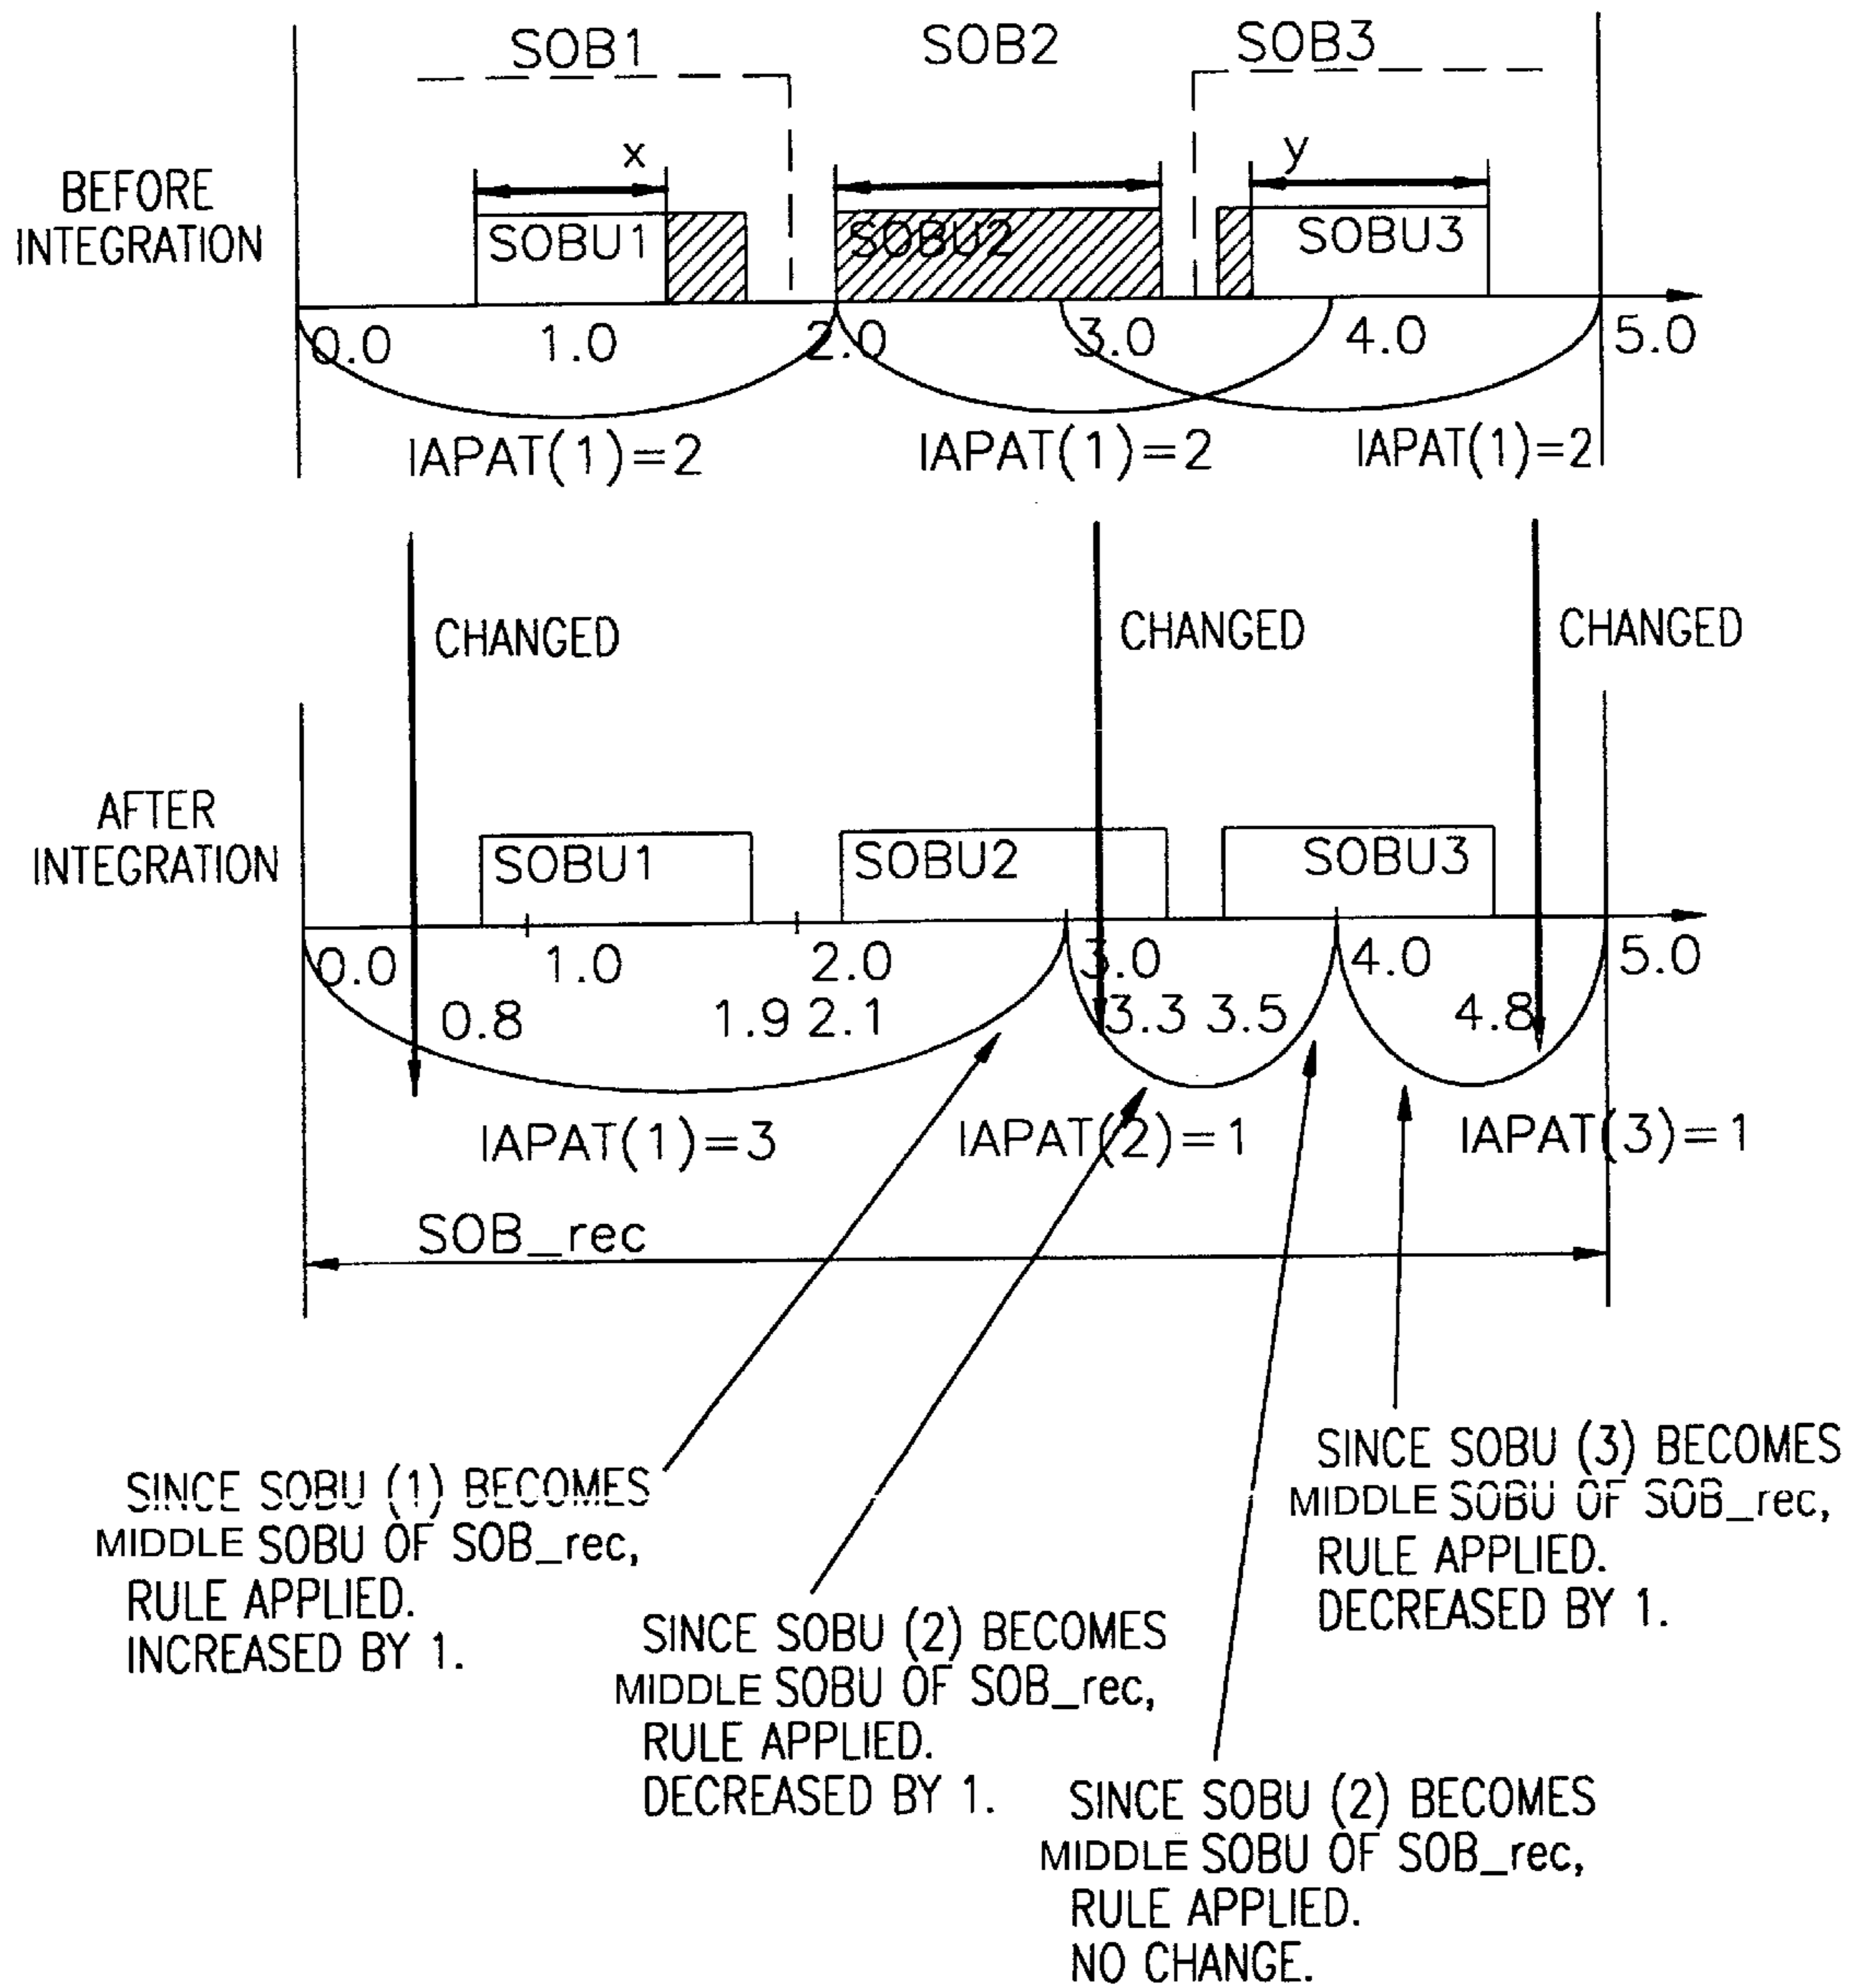 SOB1 SOB2 SOB3
x y
BEFORE
INTEGRATION
SOBU1 SOBU2 SOBU3
0.0 1.0 2.0 3.0 4.0 5.0
IAPAT(1)=2 IAPAT(1)=2 IAPAT(1)=2
CHANGED CHANGED CHANGED
AFTER
INTEGRATION
SOBU1 SOBU2 SOBU3
0.0 1.0 2.0 3.0 4.0 5.0
0.8 1.9 2.1 3.3 3.5 4.8
IAPAT(1)=3 IAPAT(2)=1 IAPAT(3)=1
SOB_rec
SINCE SOBU (1) BECOMES
MIDDLE SOBU OF SOB_rec,
RULE APPLIED.
INCREASED BY 1.
SINCE SOBU (2) BECOMES
MIDDLE SOBU OF SOB_rec,
RULE APPLIED.
DECREASED BY 1.
SINCE SOBU (2) BECOMES
MIDDLE SOBU OF SOB_rec,
RULE APPLIED.
NO CHANGE.
SINCE SOBU (3) BECOMES
MIDDLE SOBU OF SOB_rec,
RULE APPLIED.
DECREASED BY 1.